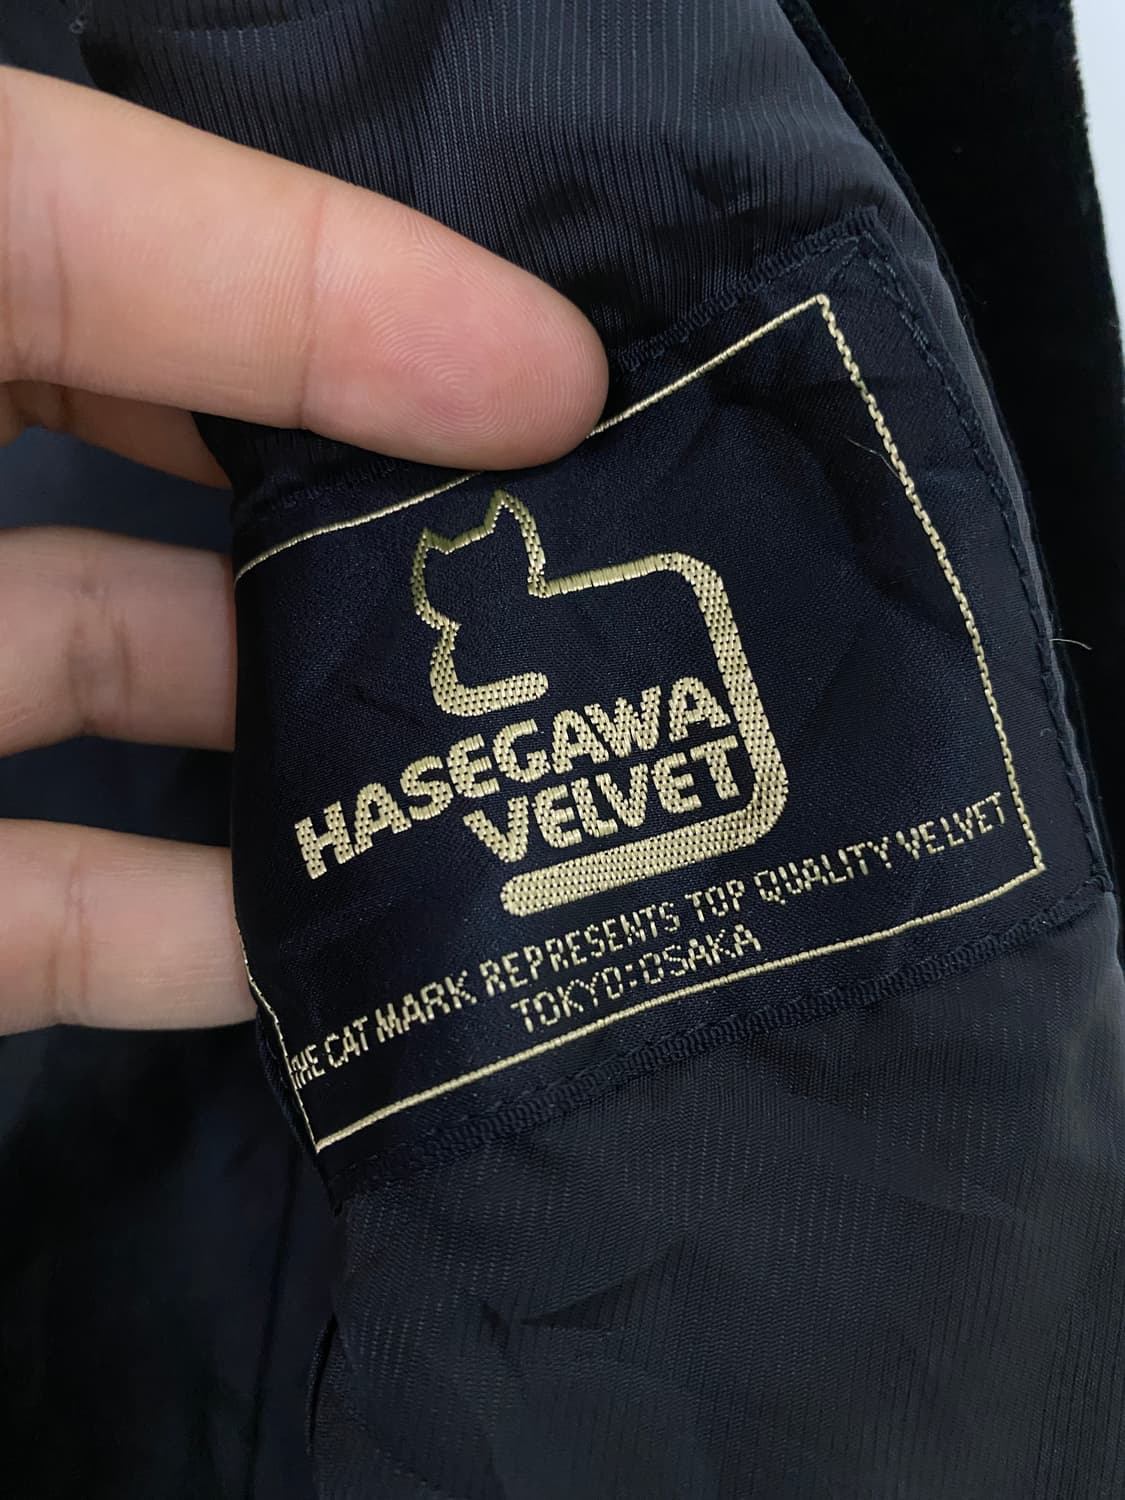 HASEGAWA
VELVET
THE CAT MARK REPRESENTS TOP QUALITY VELVET
TOKYO:OSAKA